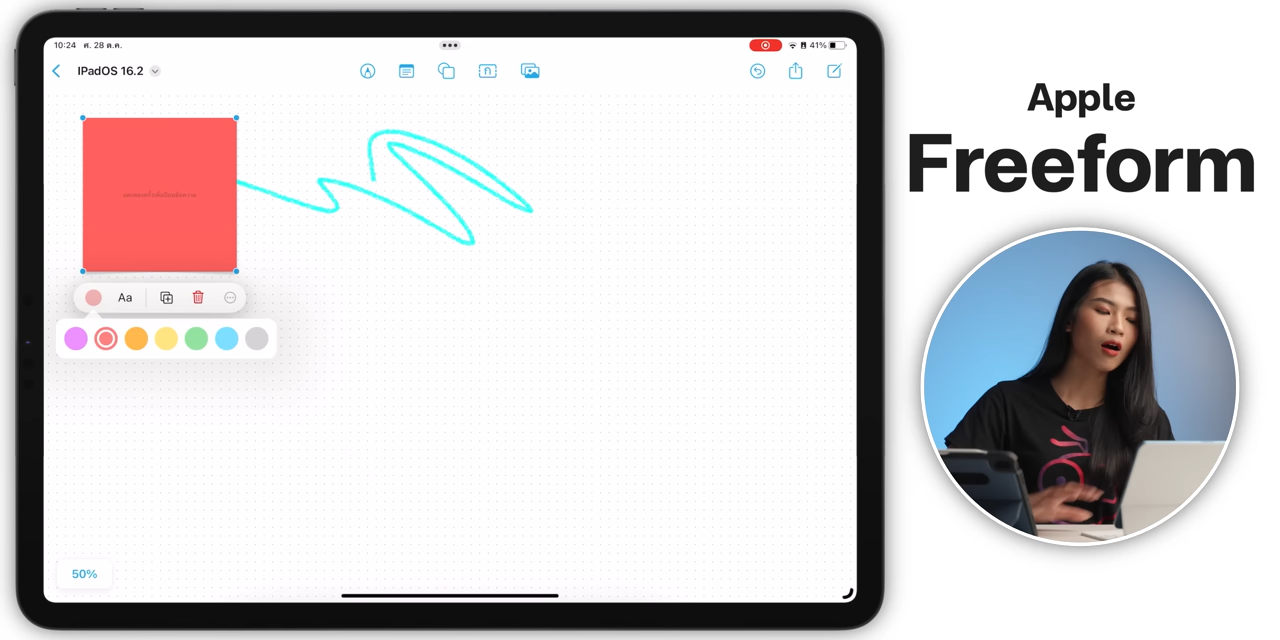 10:24 ศ. 28 ต.ค.
41%
IPadOS 16.2
Aa
50%
Apple
Freeform